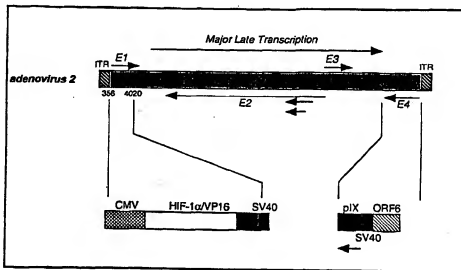 Major Late Transcription
ITR E1 E3 ITR
adenovirus 2
356 4020 E2 E4
CMV HIF-1α/VP16 SV40 pIX ORF6
SV40